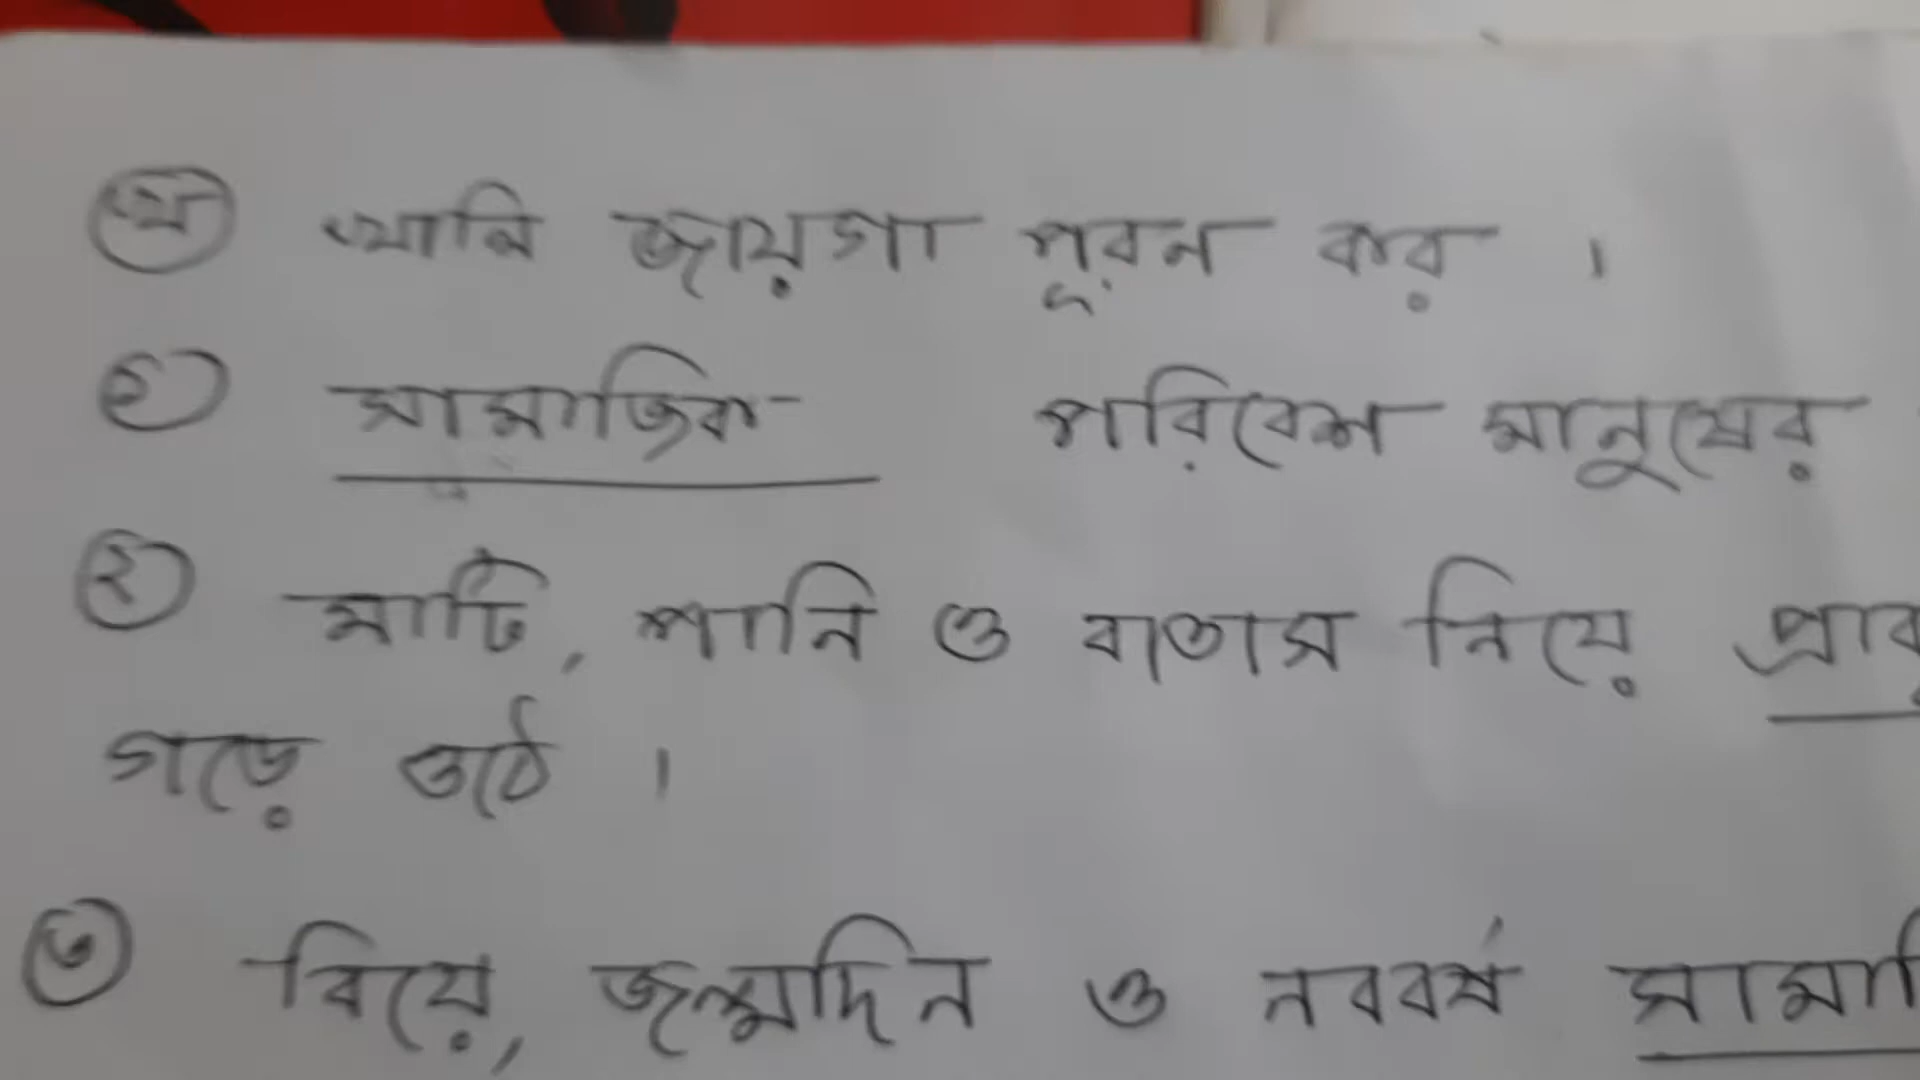 খ খালি জায়গা পূরন কর ।
১ সামাজিক পরিবেশ মানুষের
২ মাটি, পানি ও বাতাস নিয়ে
গড়ে ওঠে ।
৩ বিয়ে, জন্মদিন ও নববর্ষ